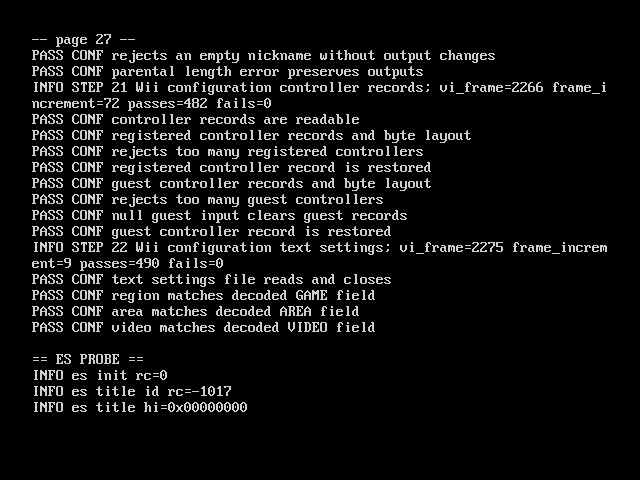 -- page 27 --
PASS CONF rejects an empty nickname without output changes
PASS CONF parental length error preserves outputs
INFO STEP 21 Wii configuration controller records; vi_frame=2266 frame_i
ncrement=72 passes=482 fails=0
PASS CONF controller records are readable
PASS CONF registered controller records and byte layout
PASS CONF rejects too many registered controllers
PASS CONF registered controller record is restored
PASS CONF guest controller records and byte layout
PASS CONF rejects too many guest controllers
PASS CONF null guest input clears guest records
PASS CONF guest controller record is restored
INFO STEP 22 Wii configuration text settings; vi_frame=2275 frame_increm
ent=9 passes=490 fails=0
PASS CONF text settings file reads and closes
PASS CONF region matches decoded GAME field
PASS CONF area matches decoded AREA field
PASS CONF video matches decoded VIDEO field
== ES PROBE ==
INFO es init rc=0
INFO es title id rc=-1017
INFO es title hi=0x00000000